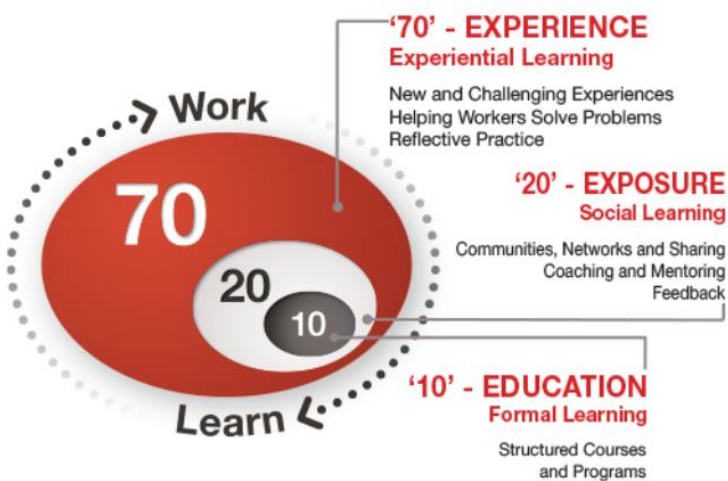 ‘70’ - EXPERIENCE
Experiential Learning
New and Challenging Experiences
Helping Workers Solve Problems
Reflective Practice
Work
70
‘20’ - EXPOSURE
Social Learning
Communities, Networks and Sharing
Coaching and Mentoring
Feedback
20
10
‘10’ - EDUCATION
Formal Learning
Structured Courses
and Programs
Learn